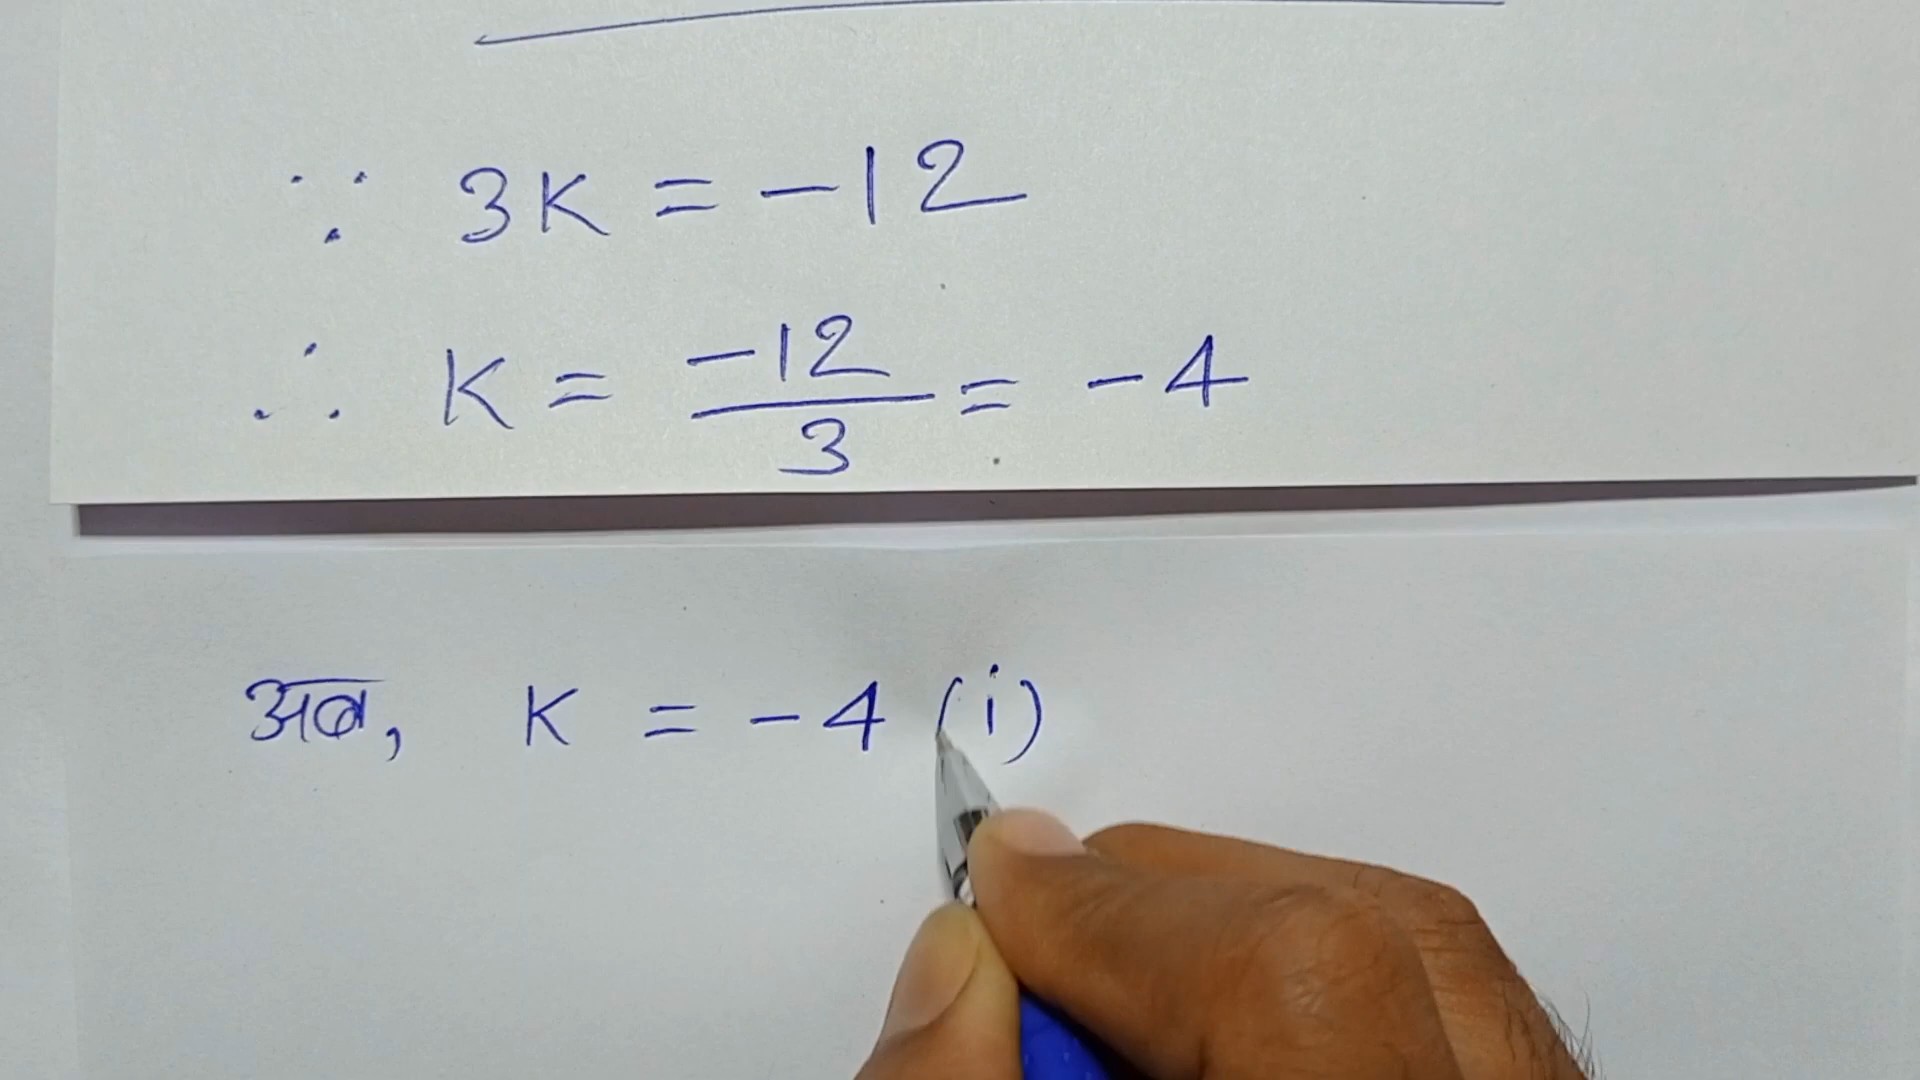 ∵ 3K = -12
∴ K = -12/3 = -4
अब, K = -4 (i)